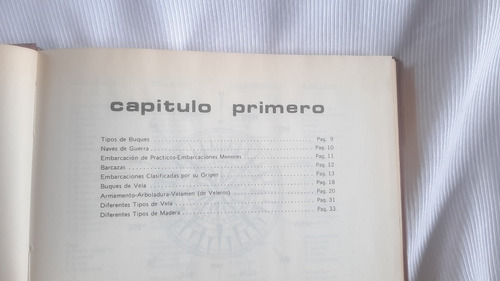 capitulo primero
Tipos de Buques Pag. 9
Naves de Guerra Pag. 10
Embarcación de Practicos-Embarcaciones Menores Pag. 11
Barcazas Pag. 12
Embarcaciones Clasificadas por su Origen Pag. 13
Buques de Vela Pag. 18
Armamento-Arboladura-Velamen (de Veleros) Pag. 20
Diferentes Tipos de Vela Pag. 31
Diferentes Tipos de Madera Pag. 33